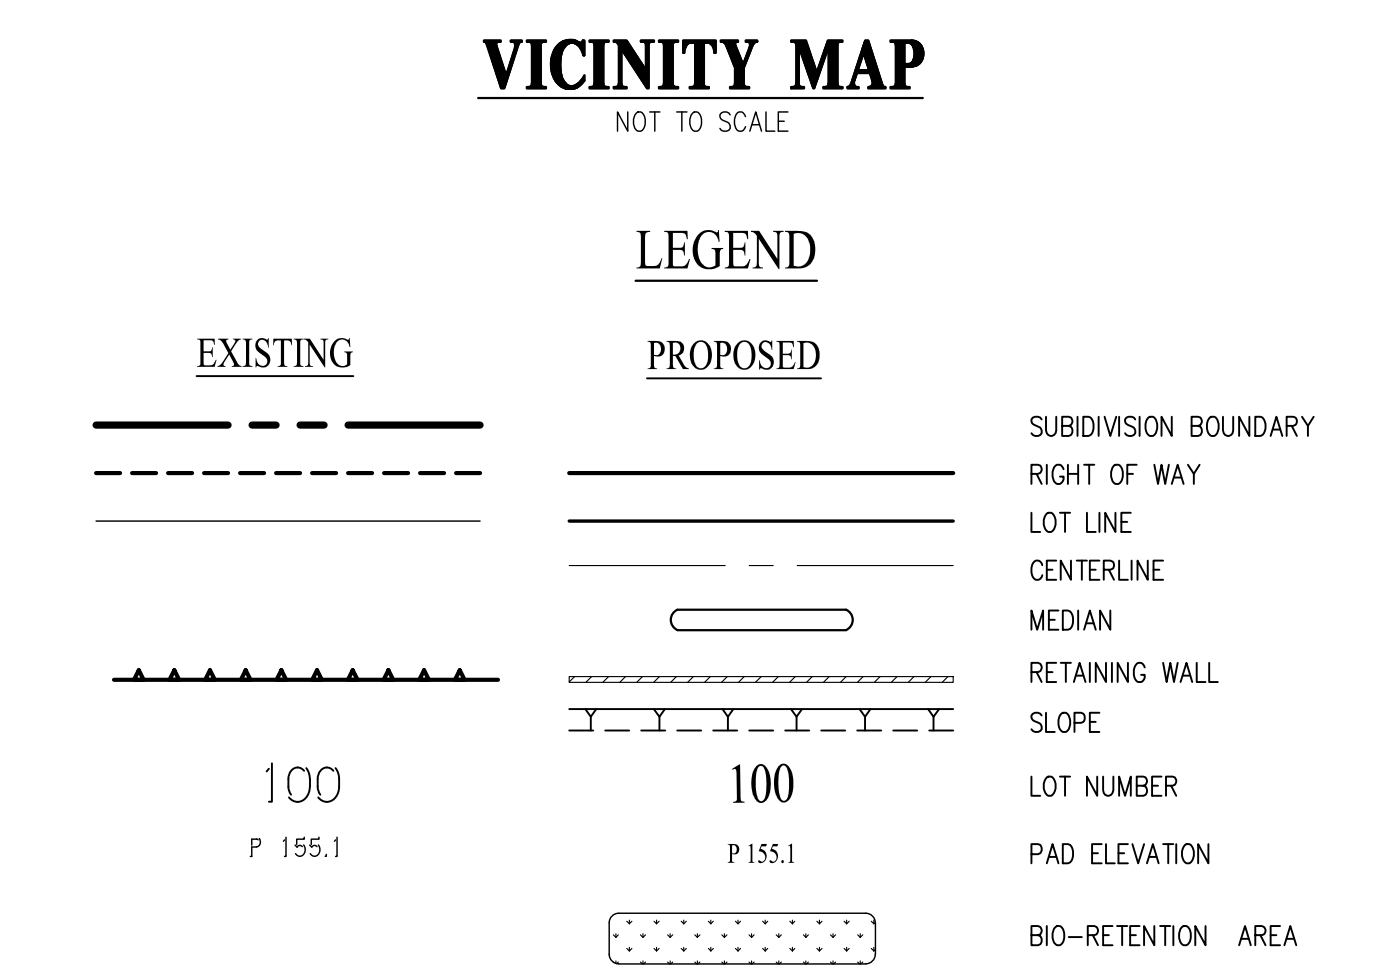 VICINITY MAP
NOT TO SCALE
LEGEND
EXISTING PROPOSED
SUBIDIVISION BOUNDARY
RIGHT OF WAY
LOT LINE
CENTERLINE
MEDIAN
RETAINING WALL
SLOPE
100 100 LOT NUMBER
P 155.1 P 155.1 PAD ELEVATION
BIO-RETENTION AREA